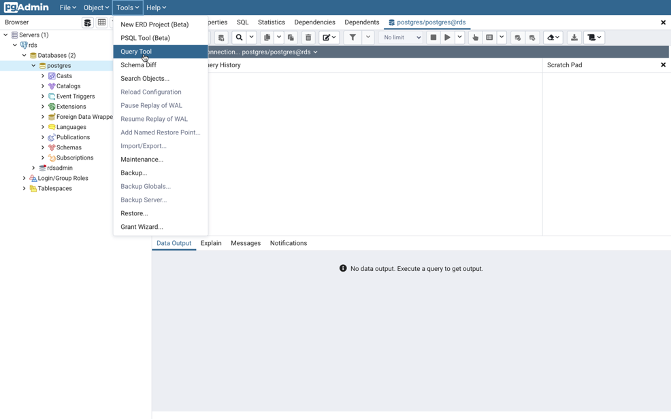 pgAdmin File Object Tools Help
Browser
Servers (1)
rds
Databases (2)
postgres
Casts
Catalogs
Event Triggers
Extensions
Foreign Data Wrappe
Languages
Publications
Schemas
Subscriptions
rdsadmin
Login/Group Roles
Tablespaces
New ERD Project (Beta)
PSQL Tool (Beta)
Query Tool
Schema Diff
Search Objects...
Reload Configuration
Pause Replay of WAL
Resume Replay of WAL
Add Named Restore Point...
Import/Export...
Maintenance...
Backup...
Backup Globals...
Backup Server...
Restore...
Grant Wizard...
perties SQL Statistics Dependencies Dependents postgres/postgres@rds
No limit
onnection... postgres/postgres@rds
ery History
Scratch Pad
Data Output Explain Messages Notifications
No data output. Execute a query to get output.